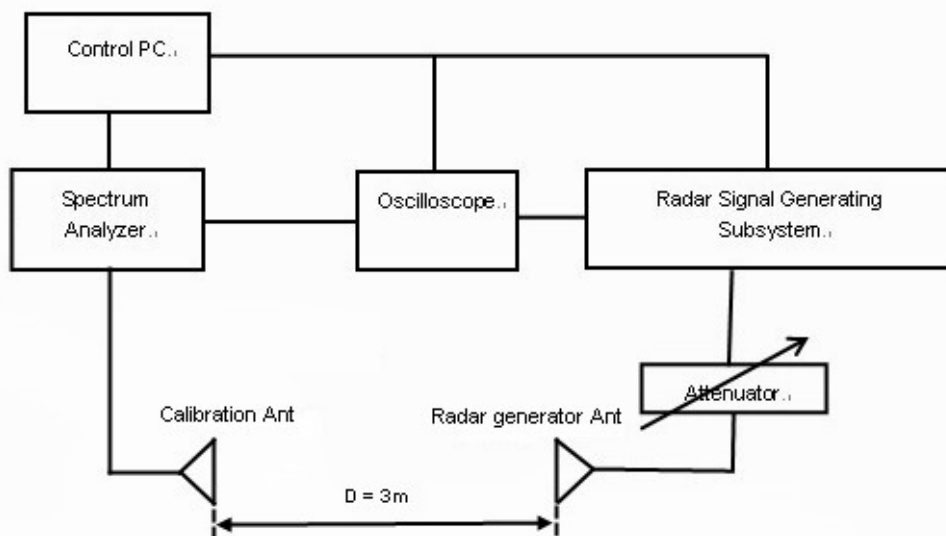 Control PC.
Spectrum
Analyzer.
Oscilloscope.
Radar Signal Generating
Subsystem.
Attenuator.
Calibration Ant
Radar generator Ant
D = 3m